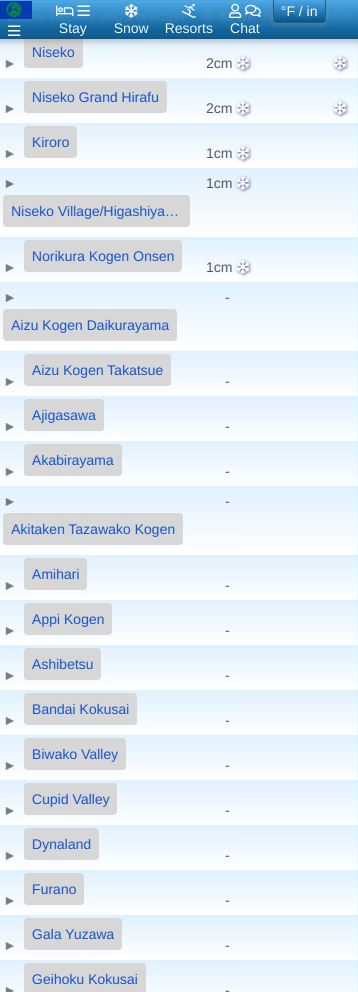 Stay Snow Resorts Chat °F / in
Niseko 2cm
Niseko Grand Hirafu 2cm
Kiroro 1cm
1cm
Niseko Village/Higashiya…
Norikura Kogen Onsen 1cm
-
Aizu Kogen Daikurayama
Aizu Kogen Takatsue -
Ajigasawa -
Akabirayama -
-
Akitaken Tazawako Kogen
Amihari -
Appi Kogen -
Ashibetsu -
Bandai Kokusai -
Biwako Valley -
Cupid Valley -
Dynaland -
Furano -
Gala Yuzawa -
Geihoku Kokusai -